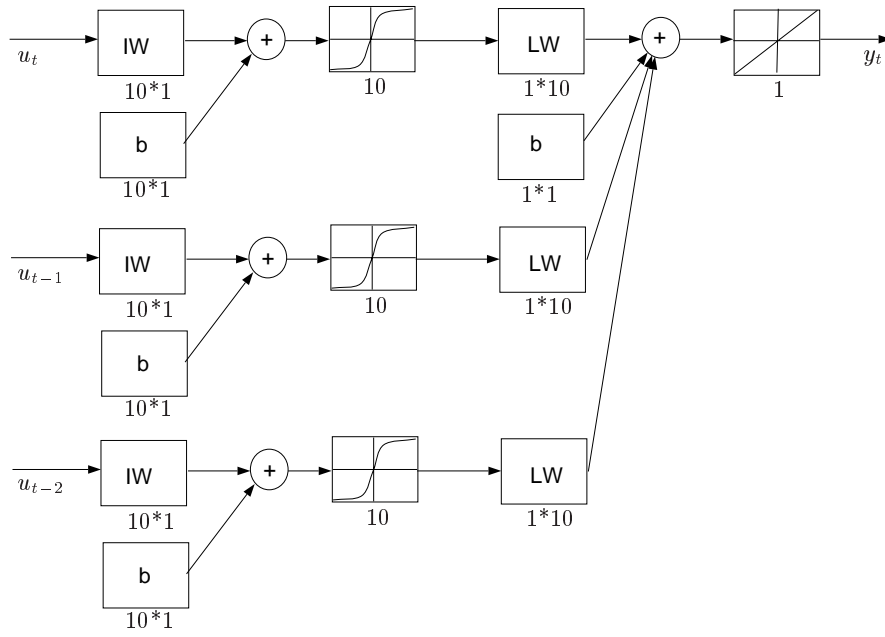 IW + LW +
u_t 10*1 10 1*10 1 y_t
b b
10*1 1*1
IW + LW
u_{t-1} 10*1 10 1*10
b
10*1
IW + LW
u_{t-2} 10*1 10 1*10
b
10*1